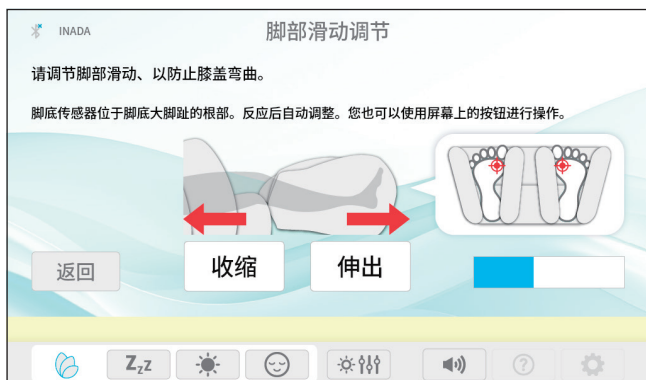 INADA
脚部滑动调节
请调节脚部滑动、以防止膝盖弯曲。
脚底传感器位于脚底大脚趾的根部。反应后自动调整。您也可以使用屏幕上的按钮进行操作。
返回
收缩
伸出
ZzZ
?